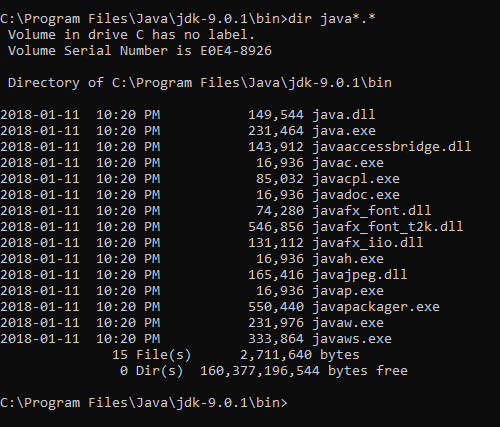 C:\Program Files\Java\jdk-9.0.1\bin>dir java*.*
 Volume in drive C has no label.
 Volume Serial Number is E0E4-8926

 Directory of C:\Program Files\Java\jdk-9.0.1\bin

2018-01-11  10:20 PM           149,544 java.dll
2018-01-11  10:20 PM           231,464 java.exe
2018-01-11  10:20 PM           143,912 javaaccessbridge.dll
2018-01-11  10:20 PM            16,936 javac.exe
2018-01-11  10:20 PM            85,032 javacpl.exe
2018-01-11  10:20 PM            16,936 javadoc.exe
2018-01-11  10:20 PM            74,280 javafx_font.dll
2018-01-11  10:20 PM           546,856 javafx_font_t2k.dll
2018-01-11  10:20 PM           131,112 javafx_iio.dll
2018-01-11  10:20 PM            16,936 javah.exe
2018-01-11  10:20 PM           165,416 javajpeg.dll
2018-01-11  10:20 PM            16,936 javap.exe
2018-01-11  10:20 PM           550,440 javapackager.exe
2018-01-11  10:20 PM           231,976 javaw.exe
2018-01-11  10:20 PM           333,864 javaws.exe
              15 File(s)      2,711,640 bytes
               0 Dir(s)  160,377,196,544 bytes free

C:\Program Files\Java\jdk-9.0.1\bin>